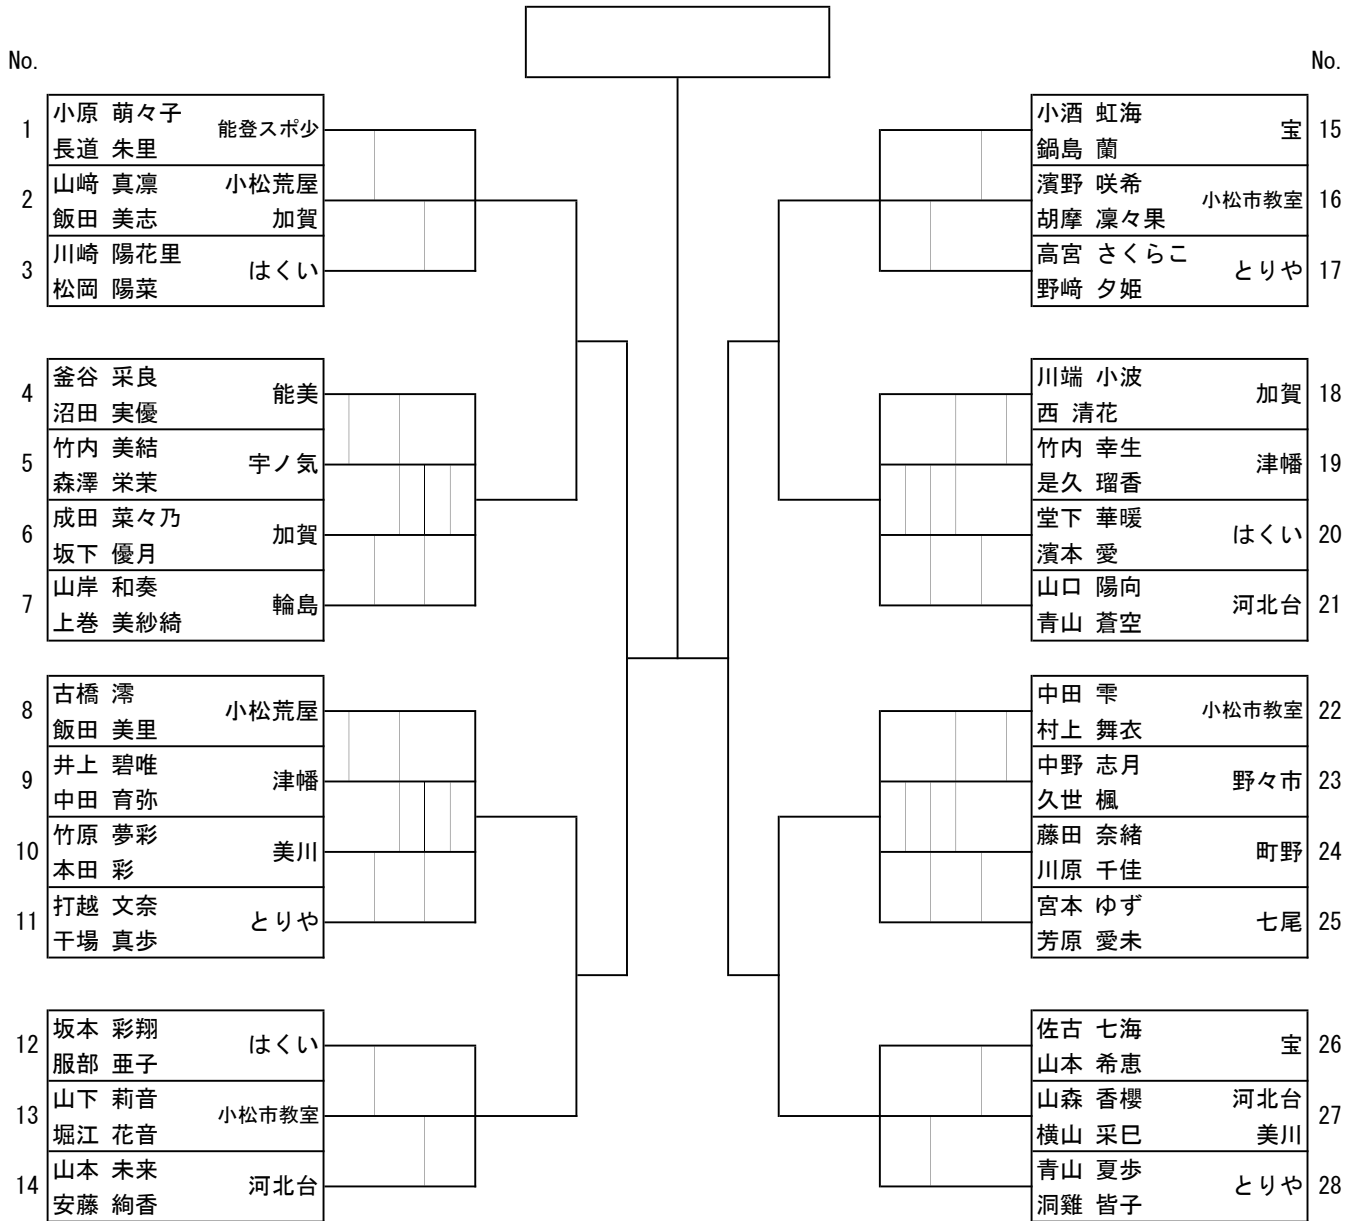 No.
1 小原 萌々子 能登スポ少
長道 朱里
2 山﨑 真凛 小松荒屋
飯田 美志 加賀
3 川崎 陽花里 はくい
松岡 陽菜
4 釜谷 采良 能美
沼田 実優
5 竹内 美結 宇ノ気
森澤 栄茉
6 成田 菜々乃 加賀
坂下 優月
7 山岸 和奏 輪島
上巻 美紗綺
8 古橋 澪 小松荒屋
飯田 美里
9 井上 碧唯 津幡
中田 育弥
10 竹原 夢彩 美川
本田 彩
11 打越 文奈 とりや
干場 真歩
12 坂本 彩翔 はくい
服部 亜子
13 山下 莉音 小松市教室
堀江 花音
14 山本 未来 河北台
安藤 絢香
No.
小酒 虹海 宝 15
鍋島 蘭
濱野 咲希 小松市教室 16
胡摩 凜々果
高宮 さくらこ とりや 17
野﨑 夕姫
川端 小波 加賀 18
西 清花
竹内 幸生 津幡 19
是久 瑠香
堂下 華暖 はくい 20
濱本 愛
山口 陽向 河北台 21
青山 蒼空
中田 雫 小松市教室 22
村上 舞衣
中野 志月 野々市 23
久世 楓
藤田 奈緒 町野 24
川原 千佳
宮本 ゆず 七尾 25
芳原 愛未
佐古 七海 宝 26
山本 希恵
山森 香櫻 河北台 27
横山 采巳 美川
青山 夏歩 とりや 28
洞雞 皆子